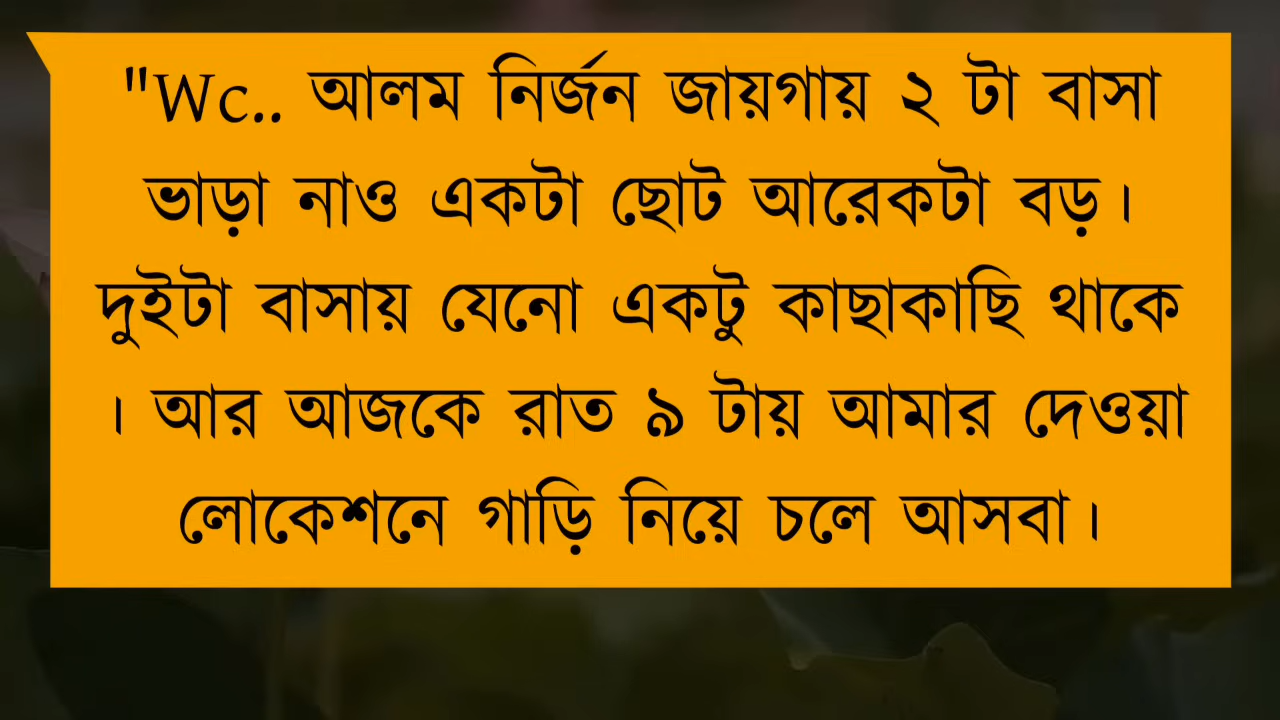 "Wc.. আলম নির্জন জায়গায় ২ টা বাসা
ভাড়া নাও একটা ছোট আরেকটা বড়।
দুইটা বাসায় যেনো একটু কাছাকাছি থাকে
। আর আজকে রাত ৯ টায় আমার দেওয়া
লোকেশনে গাড়ি নিয়ে চলে আসবা।